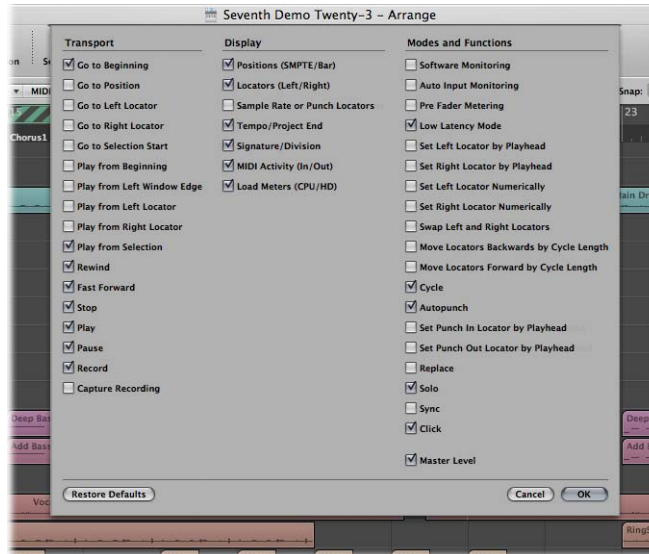 Seventh Demo Twenty-3 – Arrange
Transport
Go to Beginning
Go to Position
Go to Left Locator
Go to Right Locator
Go to Selection Start
Play from Beginning
Play from Left Window Edge
Play from Left Locator
Play from Right Locator
Play from Selection
Rewind
Fast Forward
Stop
Play
Pause
Record
Capture Recording
Display
Positions (SMPTE/Bar)
Locators (Left/Right)
Sample Rate or Punch Locators
Tempo/Project End
Signature/Division
MIDI Activity (In/Out)
Load Meters (CPU/HD)
Modes and Functions
Software Monitoring
Auto Input Monitoring
Pre Fader Metering
Low Latency Mode
Set Left Locator by Playhead
Set Right Locator by Playhead
Set Left Locator Numerically
Set Right Locator Numerically
Swap Left and Right Locators
Move Locators Backwards by Cycle Length
Move Locators Forward by Cycle Length
Cycle
Autopunch
Set Punch In Locator by Playhead
Set Punch Out Locator by Playhead
Replace
Solo
Sync
Click
Master Level
Restore Defaults
Cancel
OK
MIDI
Chorus1
Snap:
23
Deep Bas
Add Bass
Voc
ain Dr
Deep
Add
RingS